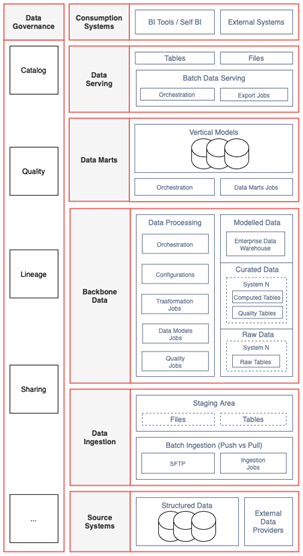 Data
Governance
Catalog
Quality
Lineage
Sharing
...
Consumption
Systems
BI Tools / Self BI
External Systems
Data
Serving
Tables
Files
Batch Data Serving
Orchestration
Export Jobs
Data Marts
Vertical Models
Orchestration
Data Marts Jobs
Backbone
Data
Data Processing
Orchestration
Configurations
Trasformation
Jobs
Data Models
Jobs
Quality
Jobs
Modelled Data
Enterprise Data
Warehouse
Curated Data
System N
Computed Tables
Quality Tables
Raw Data
System N
Raw Tables
Data
Ingestion
Staging Area
Files
Tables
Batch Ingestion (Push vs Pull)
SFTP
Ingestion
Jobs
Source
Systems
Structured Data
External
Data
Providers